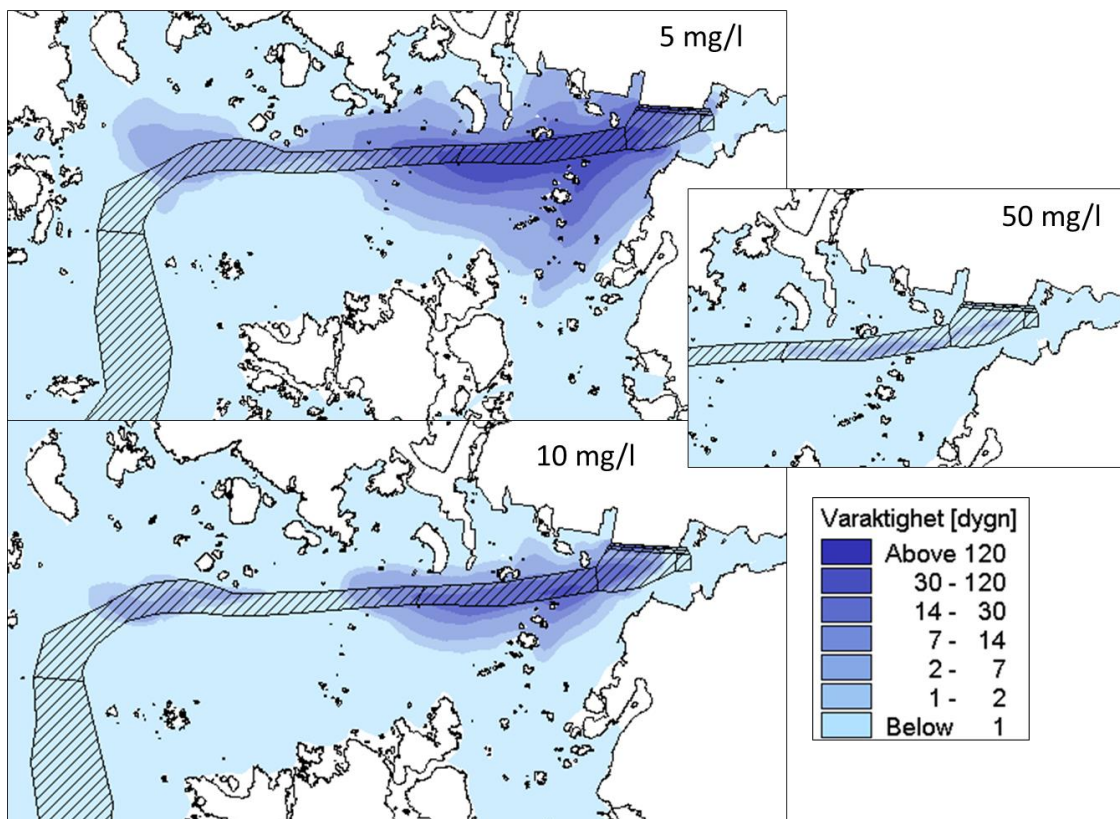 5 mg/l
50 mg/l
10 mg/l
Varaktighet [dygn]
Above 120
30 - 120
14 - 30
7 - 14
2 - 7
1 - 2
Below 1